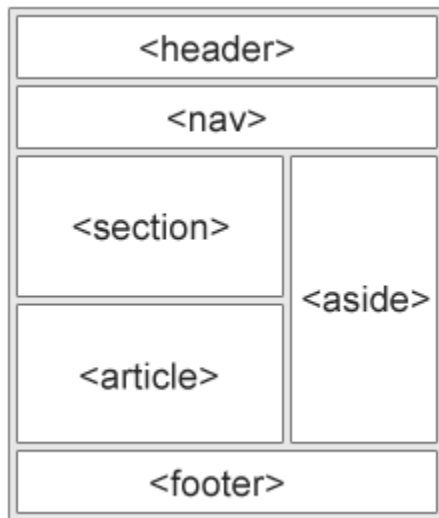 <header>
<nav>
<section>
<aside>
<article>
<footer>